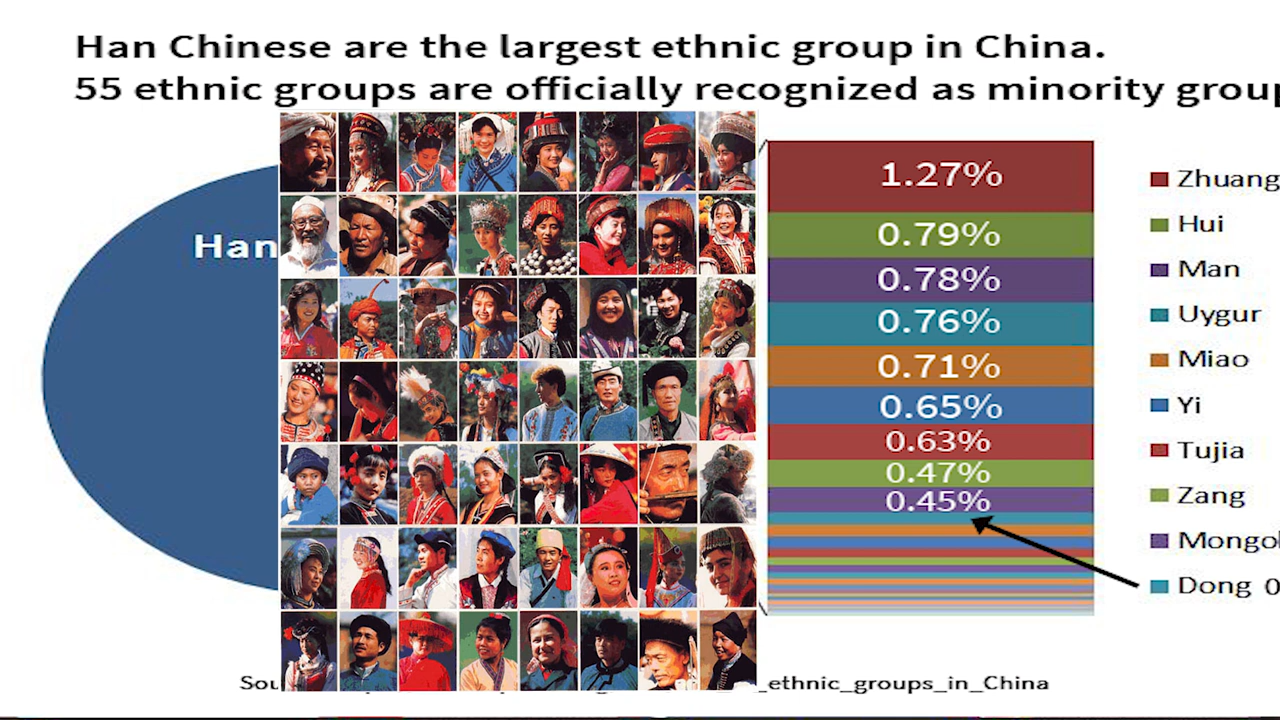 Han Chinese are the largest ethnic group in China.
55 ethnic groups are officially recognized as minority group
Han
1.27%
0.79%
0.78%
0.76%
0.71%
0.65%
0.63%
0.47%
0.45%
Zhuang
Hui
Man
Uygur
Miao
Yi
Tujia
Zang
Mongol
Dong 0
_ethnic_groups_in_China